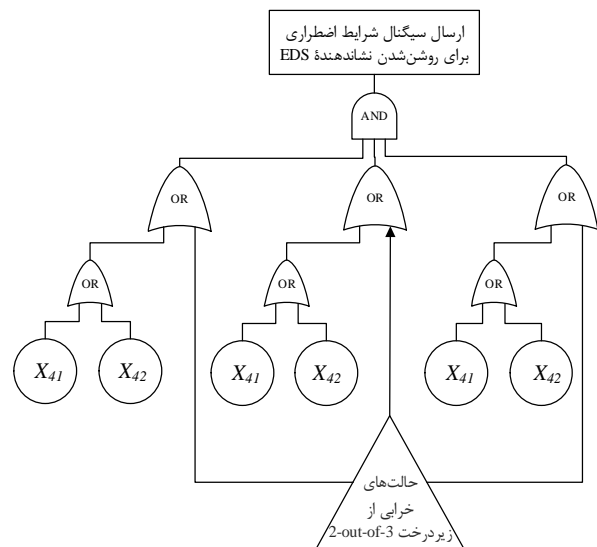 ارسال سیگنال شرایط اضطراری
برای روشن‌شدن نشاندهندهٔ EDS
AND
OR
OR
OR
OR
OR
OR
X41
X42
X41
X42
X41
X42
حالت‌های
خرابی از
زیردرخت 2-out-of-3